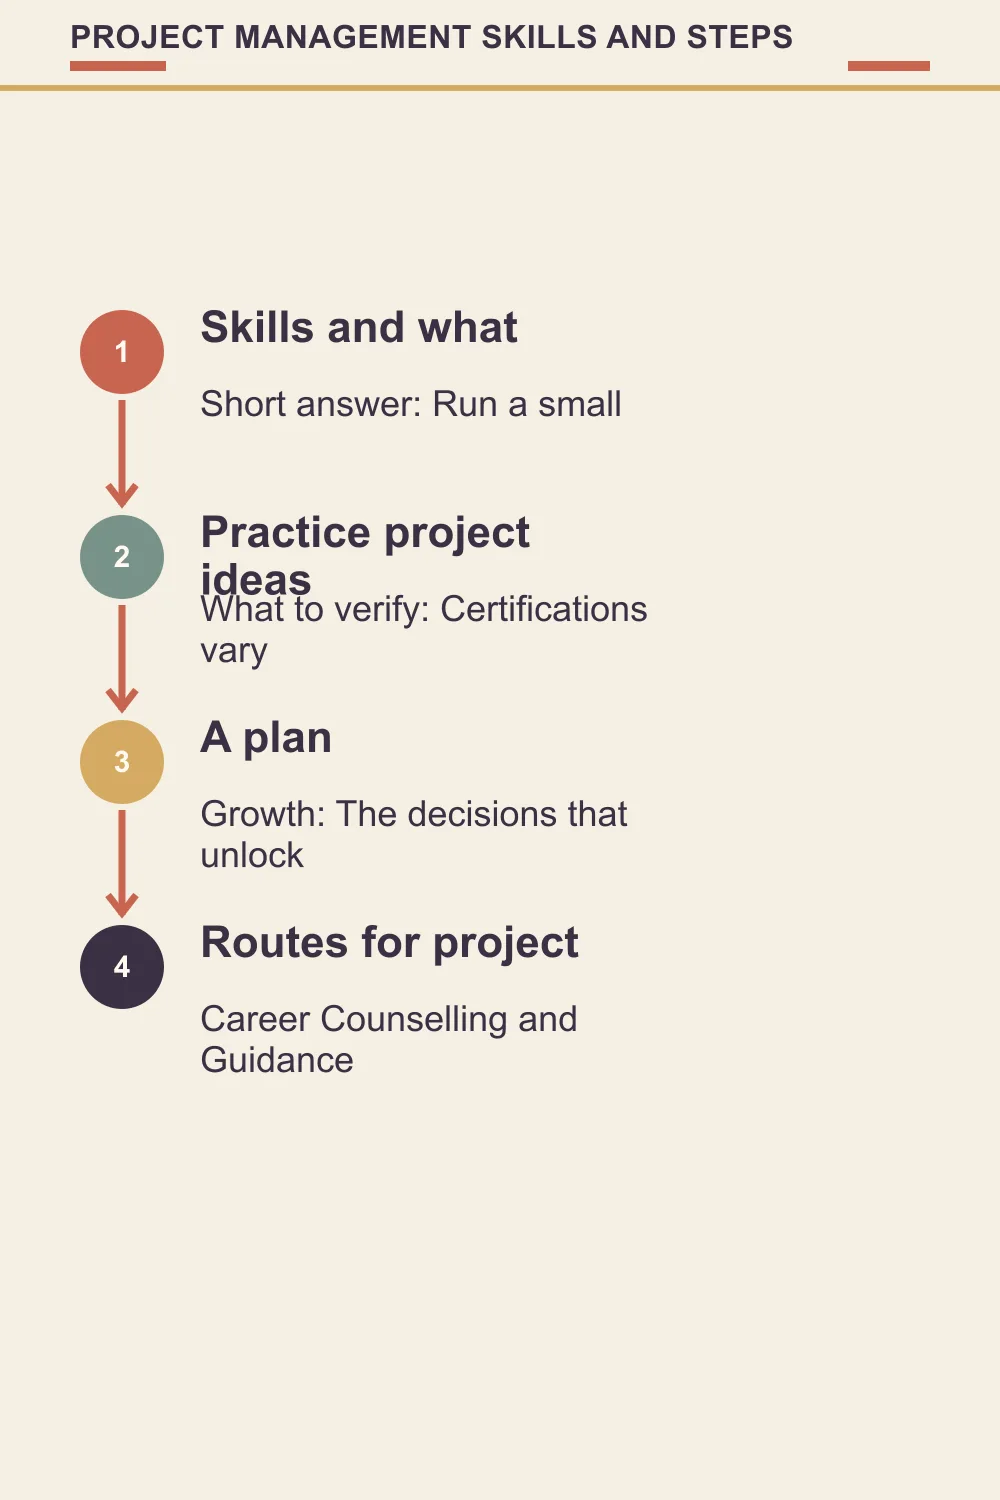 PROJECT MANAGEMENT SKILLS AND STEPS
1
Skills and what
Short answer: Run a small
2
Practice project
ideas
What to verify: Certifications
vary
3
A plan
Growth: The decisions that
unlock
4
Routes for project
Career Counselling and
Guidance